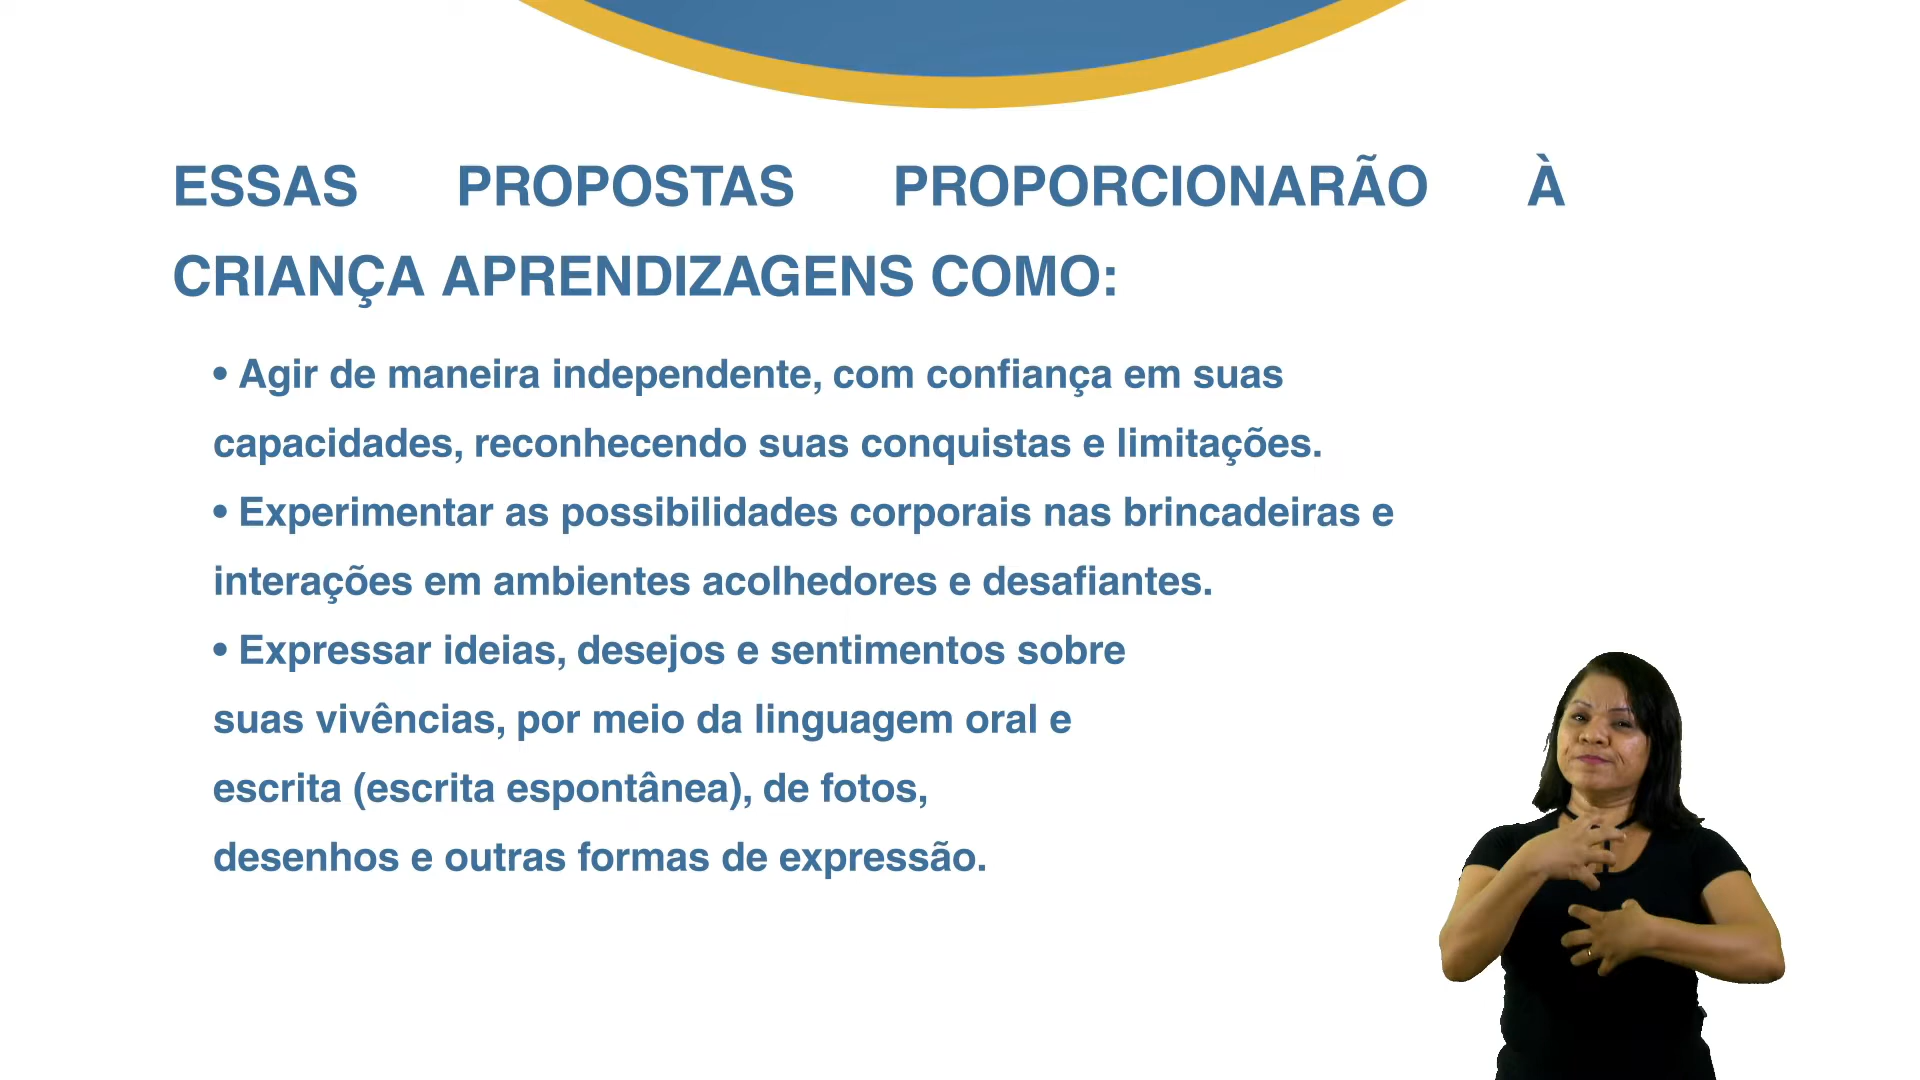 ESSAS PROPOSTAS PROPORCIONARÃO À
CRIANÇA APRENDIZAGENS COMO:
• Agir de maneira independente, com confiança em suas
capacidades, reconhecendo suas conquistas e limitações.
• Experimentar as possibilidades corporais nas brincadeiras e
interações em ambientes acolhedores e desafiantes.
• Expressar ideias, desejos e sentimentos sobre
suas vivências, por meio da linguagem oral e
escrita (escrita espontânea), de fotos,
desenhos e outras formas de expressão.